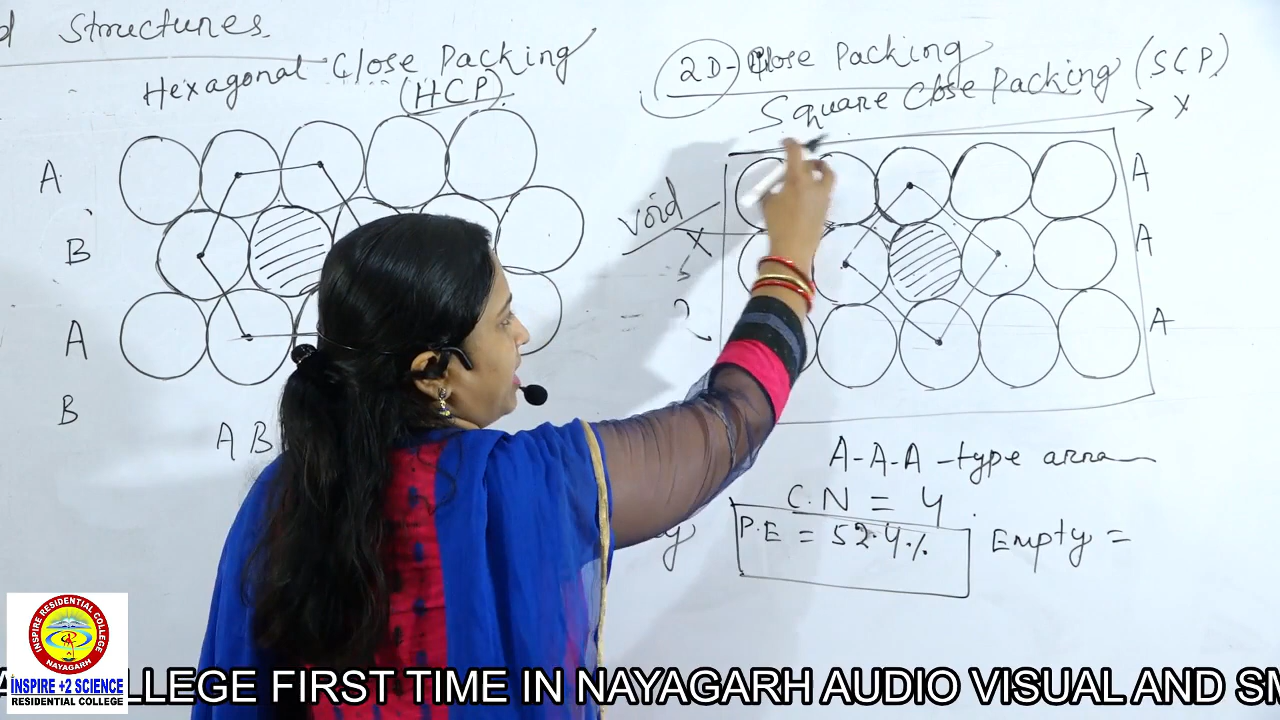 d Structures
Hexagonal Close Packing
(HCP)
A
B
A
B
A B
2D- Close Packing
Square Close Packing (SCP)
X
void
A
A
A
A-A-A-type arra
C.N = 4
P.E = 52.4%
Empty =
y
INSPIRE RESIDENTIAL COLLEGE
NAYAGARH
INSPIRE +2 SCIENCE
RESIDENTIAL COLLEGE
LLEGE FIRST TIME IN NAYAGARH AUDIO VISUAL AND SM